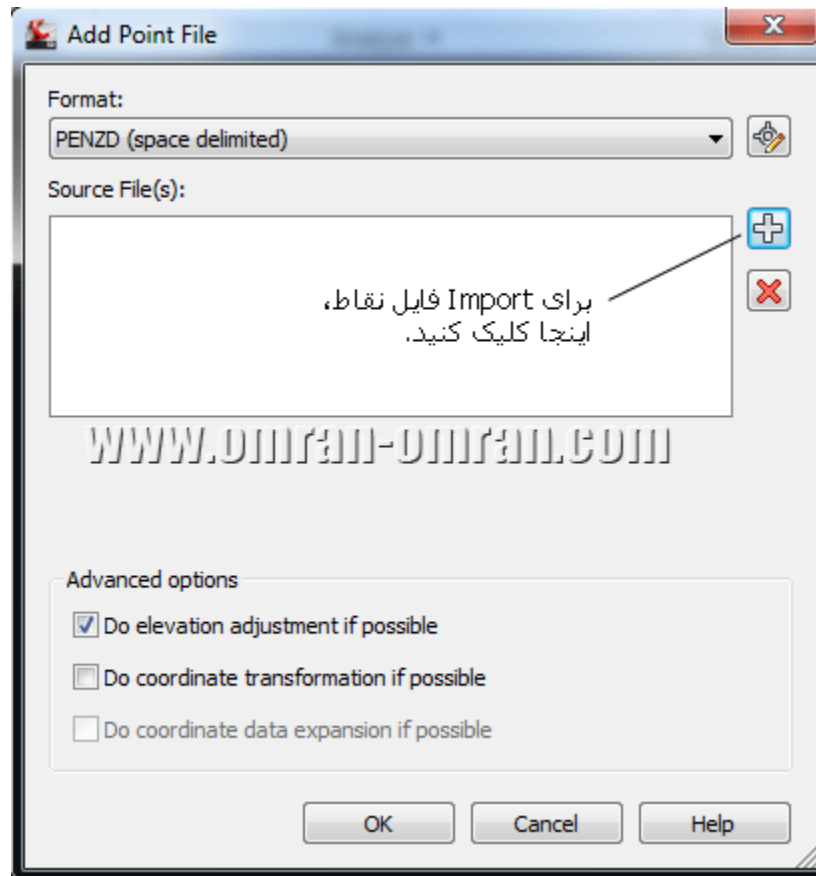 Add Point File
Format:
PENZD (space delimited)
Source File(s):
برای Import فایل نقاط،
اینجا کلیک کنید.
www.omran-omran.com
Advanced options
Do elevation adjustment if possible
Do coordinate transformation if possible
Do coordinate data expansion if possible
OK
Cancel
Help